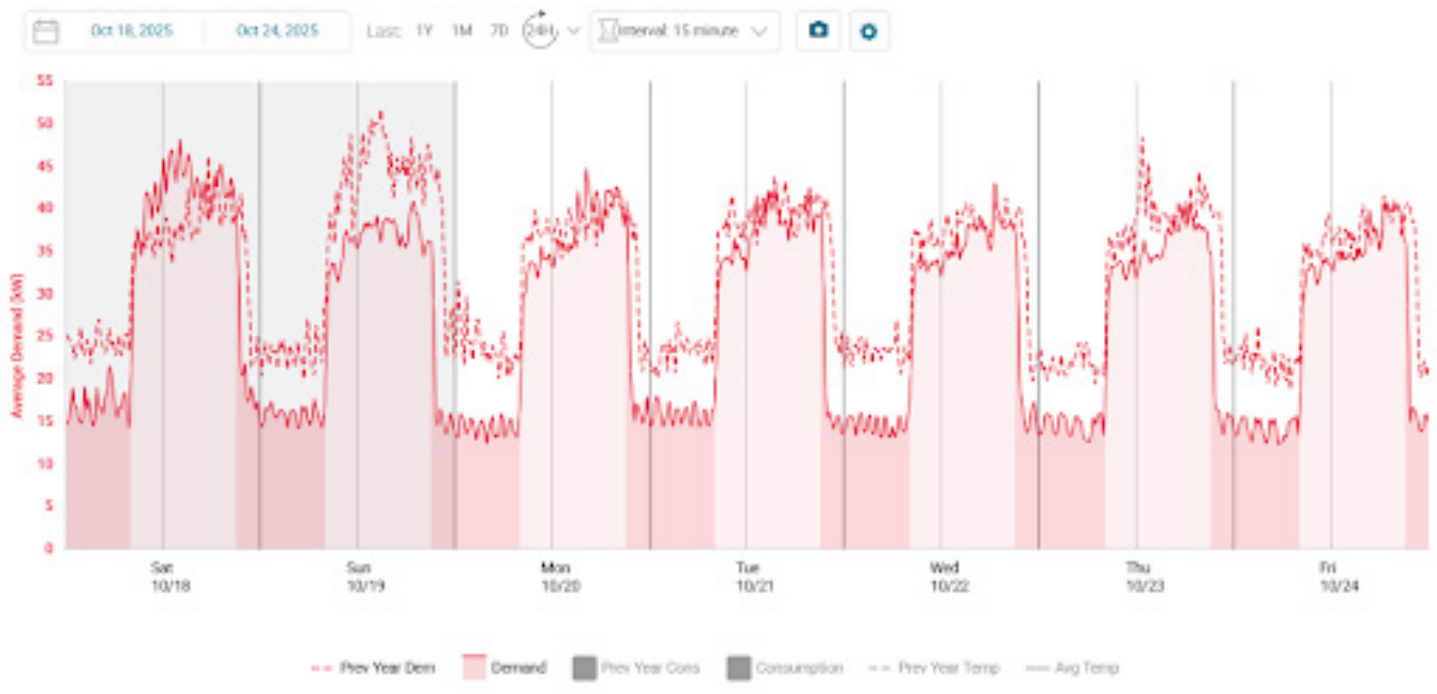 Oct 18, 2025 Oct 24, 2025 Last: 1Y 1M 7D 24H Interval: 15 minute
55
50
45
40
35
30
25
20
15
10
5
0
Average Demand (kW)
Sat 10/18
Sun 10/19
Mon 10/20
Tue 10/21
Wed 10/22
Thu 10/23
Fri 10/24
Prev Year Dem Demand Prev Year Cons Consumption Prev Year Temp Avg Temp